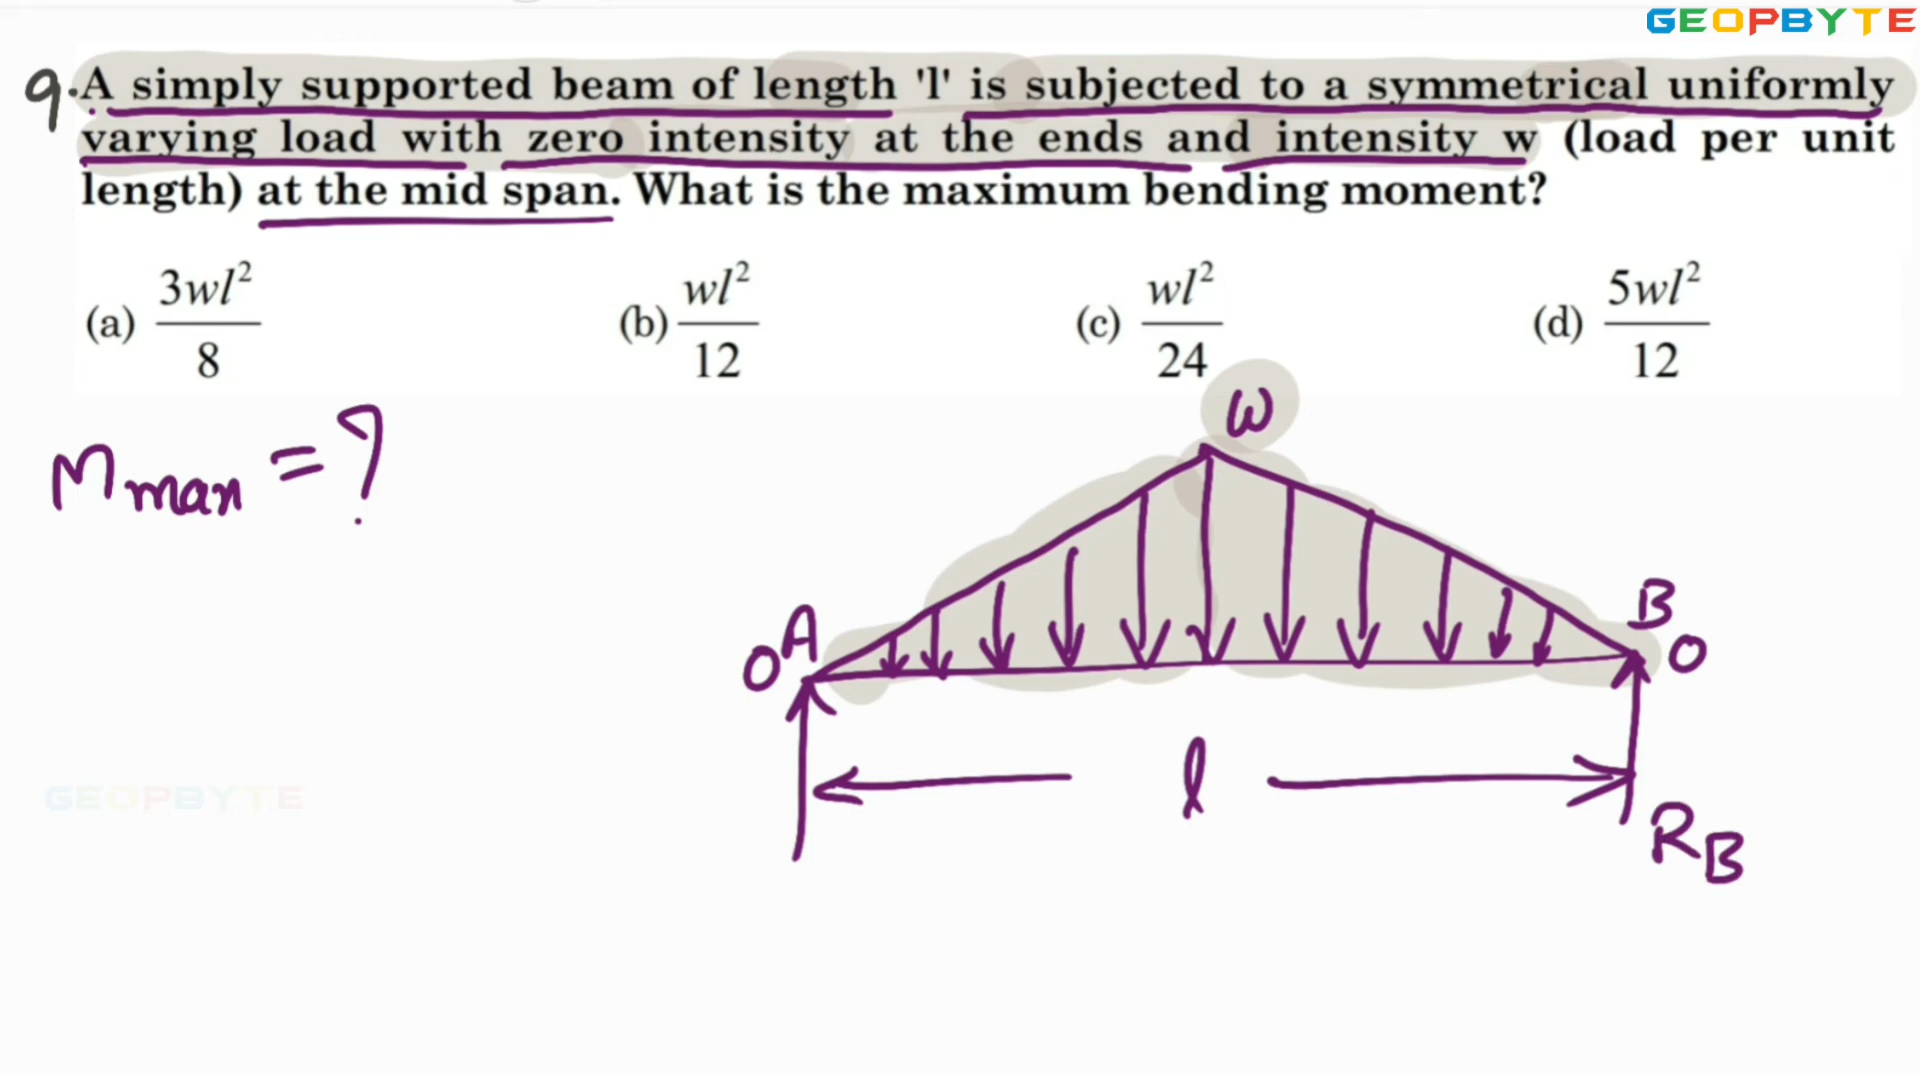 GEOPBYTE
9. A simply supported beam of length 'l' is subjected to a symmetrical uniformly
varying load with zero intensity at the ends and intensity w (load per unit
length) at the mid span. What is the maximum bending moment?
(a) 3wl²/8 (b) wl²/12 (c) wl²/24 (d) 5wl²/12
Mmax = ?
ω
A
B
O
O
l
RB
GEOPBYTE